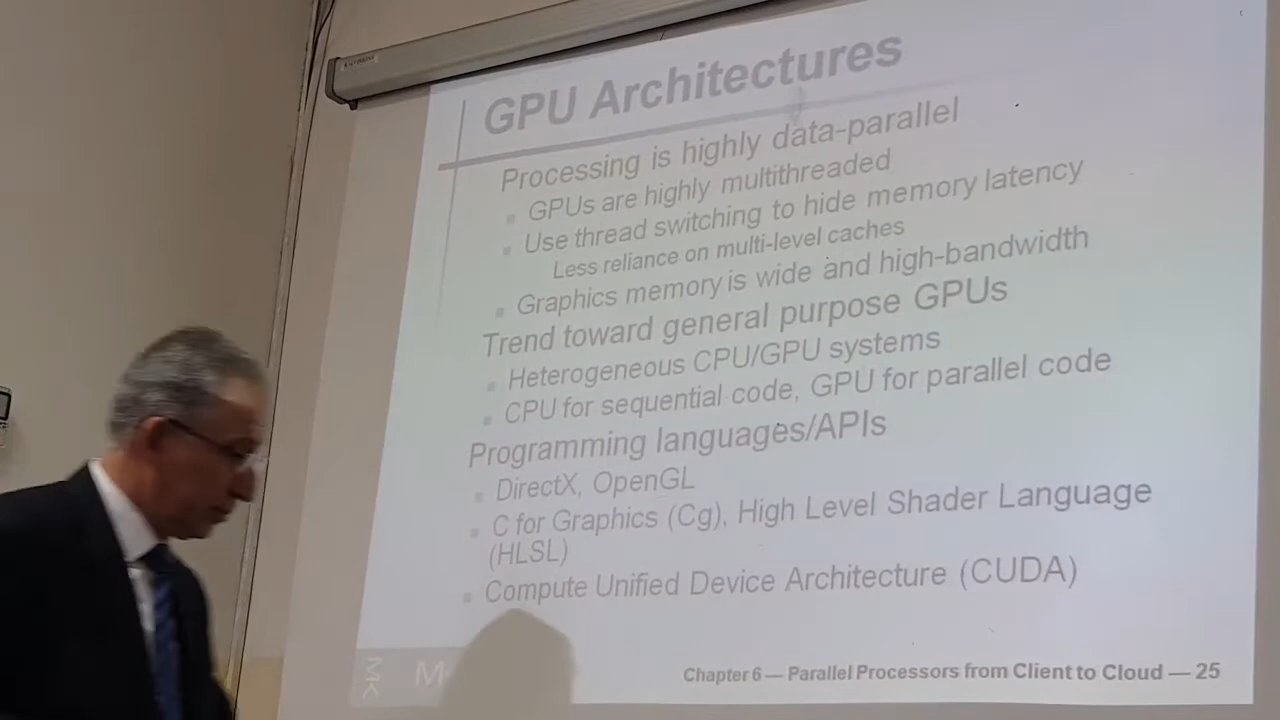 GPU Architectures
Processing is highly data-parallel
GPUs are highly multithreaded
Use thread switching to hide memory latency
Less reliance on multi-level caches
Graphics memory is wide and high-bandwidth
Trend toward general purpose GPUs
Heterogeneous CPU/GPU systems
CPU for sequential code, GPU for parallel code
Programming languages/APIs
DirectX, OpenGL
C for Graphics (Cg), High Level Shader Language
(HLSL)
Compute Unified Device Architecture (CUDA)
Chapter 6 — Parallel Processors from Client to Cloud — 25